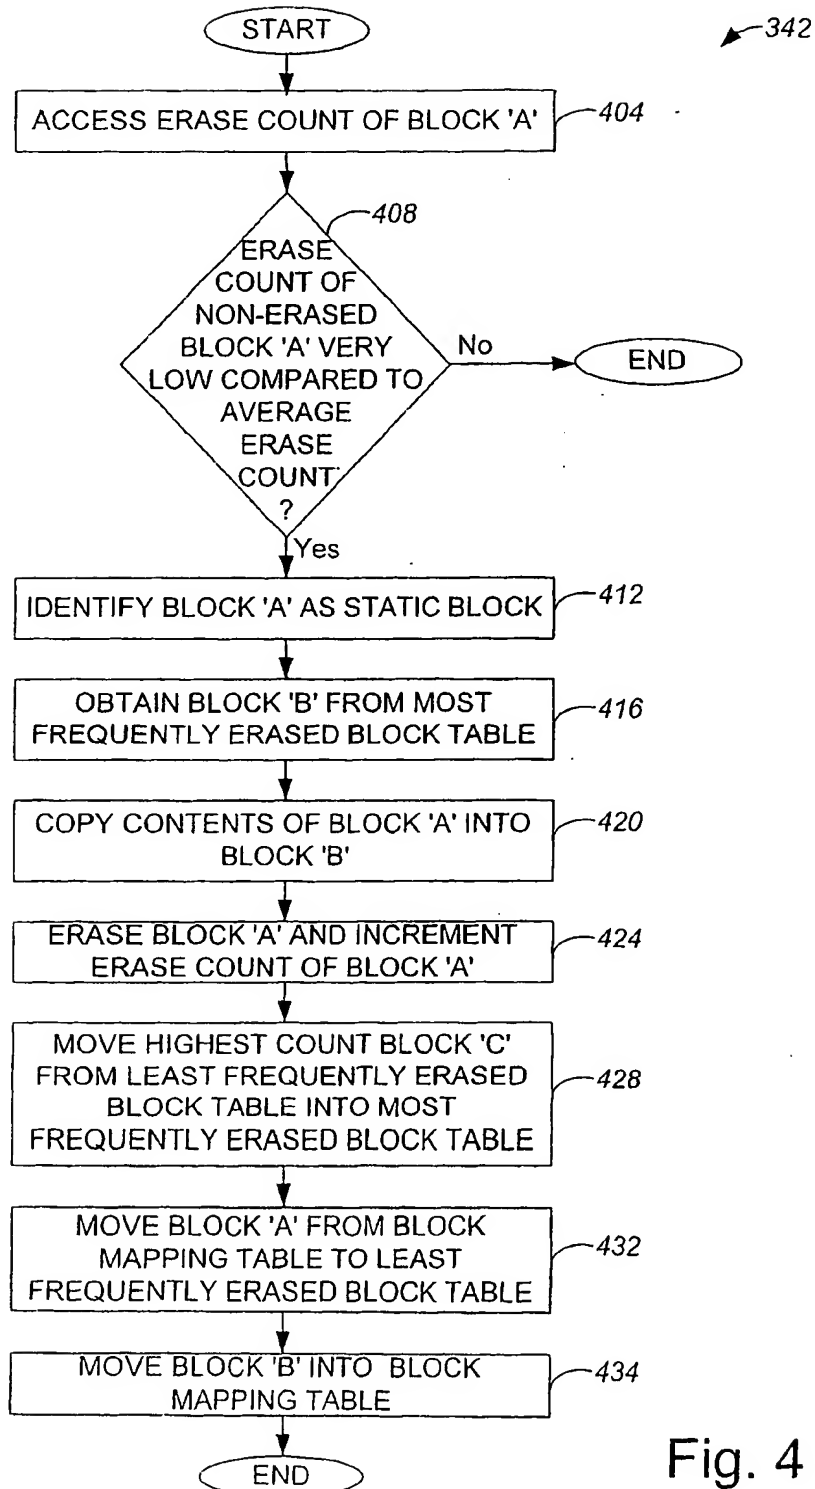 START
342
ACCESS ERASE COUNT OF BLOCK 'A'
404
408
ERASE
COUNT OF
NON-ERASED
BLOCK 'A' VERY
LOW COMPARED TO
AVERAGE
ERASE
COUNT
?
No
END
Yes
IDENTIFY BLOCK 'A' AS STATIC BLOCK
412
OBTAIN BLOCK 'B' FROM MOST
FREQUENTLY ERASED BLOCK TABLE
416
COPY CONTENTS OF BLOCK 'A' INTO
BLOCK 'B'
420
ERASE BLOCK 'A' AND INCREMENT
ERASE COUNT OF BLOCK 'A'
424
MOVE HIGHEST COUNT BLOCK 'C'
FROM LEAST FREQUENTLY ERASED
BLOCK TABLE INTO MOST
FREQUENTLY ERASED BLOCK TABLE
428
MOVE BLOCK 'A' FROM BLOCK
MAPPING TABLE TO LEAST
FREQUENTLY ERASED BLOCK TABLE
432
MOVE BLOCK 'B' INTO BLOCK
MAPPING TABLE
434
END
Fig. 4